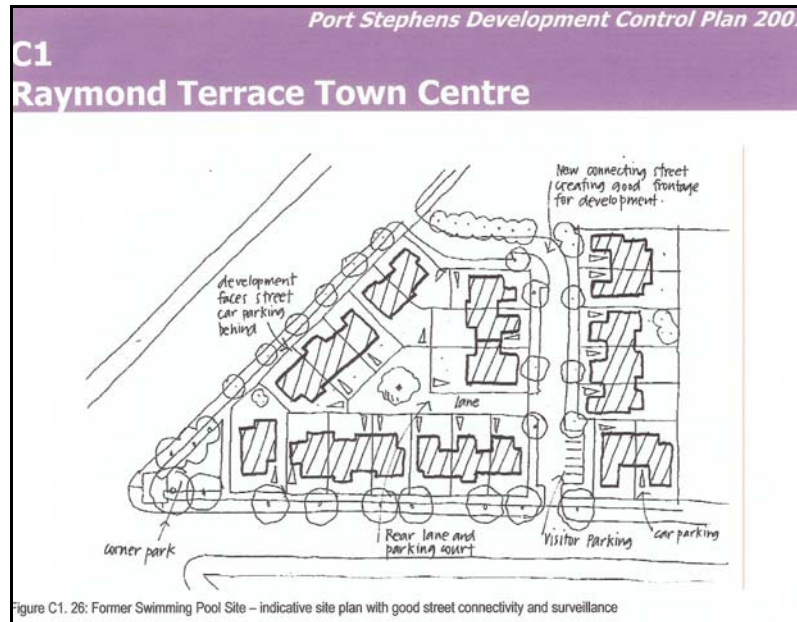 Port Stephens Development Control Plan 200
C1
Raymond Terrace Town Centre
New connecting street
creating good frontage
for development.
development
faces street
car parking
behind
lane
corner park
Rear lane and
parking court
Visitor Parking
car parking
Figure C1. 26: Former Swimming Pool Site – indicative site plan with good street connectivity and surveillance